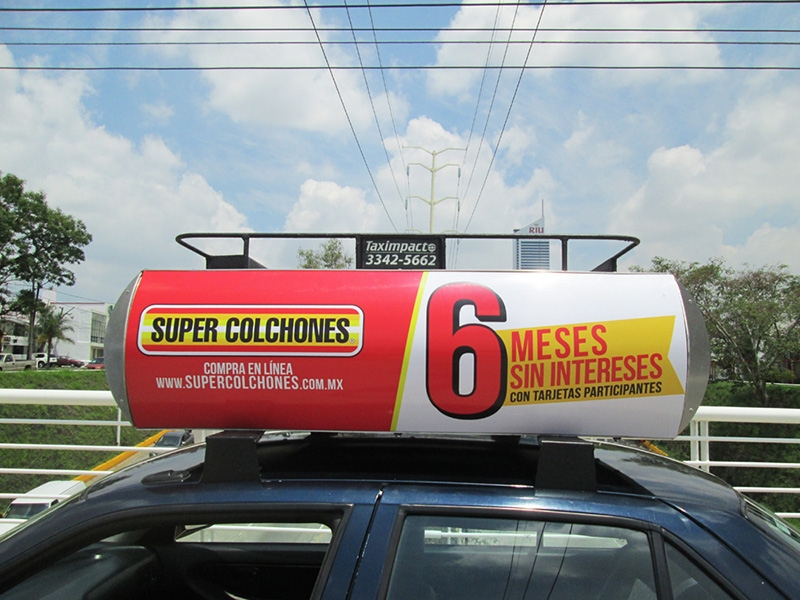 RIU
Taximpacto
3342-5662
SUPER COLCHONES
COMPRA EN LÍNEA
WWW.SUPERCOLCHONES.COM.MX
6 MESES
SIN INTERESES
CON TARJETAS PARTICIPANTES